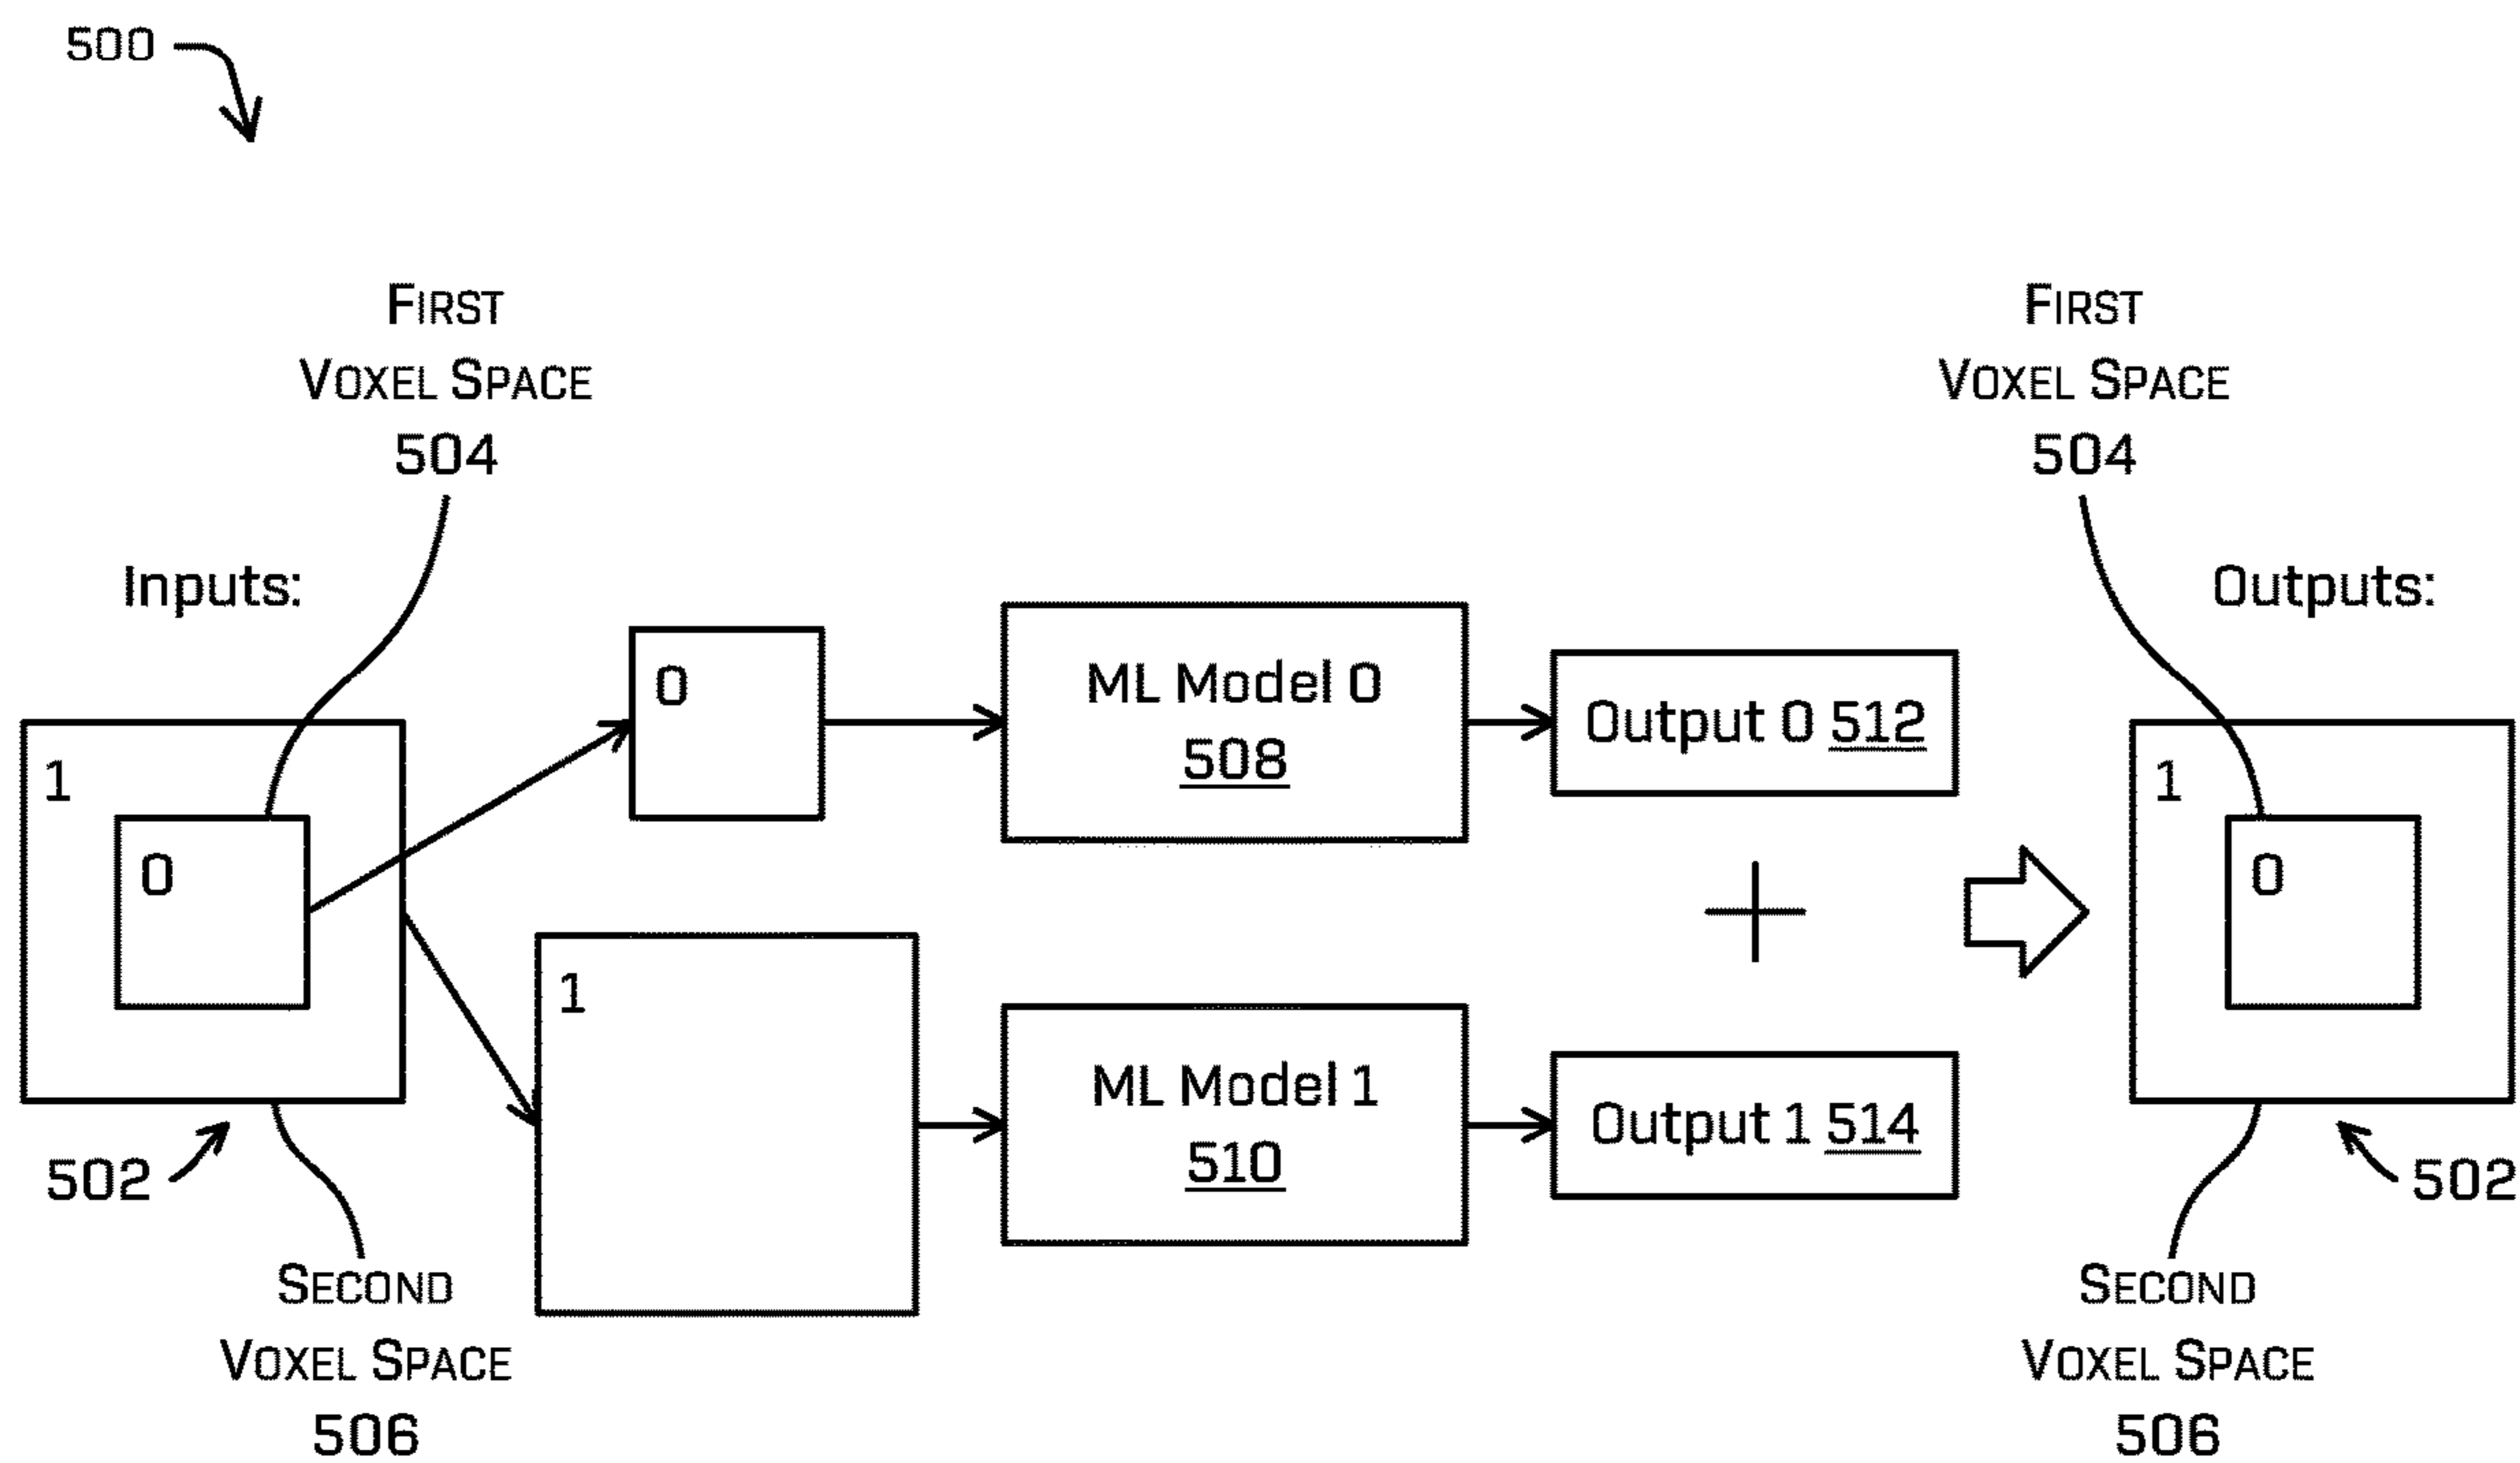 500
FIRST
VOXEL SPACE
504
FIRST
VOXEL SPACE
504
Inputs:
Outputs:
1
0
0
ML Model 0
508
Output 0 512
1
0
1
ML Model 1
510
Output 1 514
502
502
SECOND
VOXEL SPACE
506
SECOND
VOXEL SPACE
506